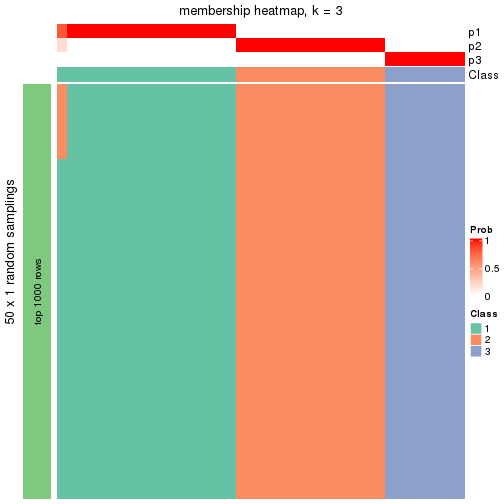 membership heatmap, k = 3
p1
p2
p3
Class
50 x 1 random samplings
top 1000 rows
Prob
1
0.5
0
Class
1
2
3